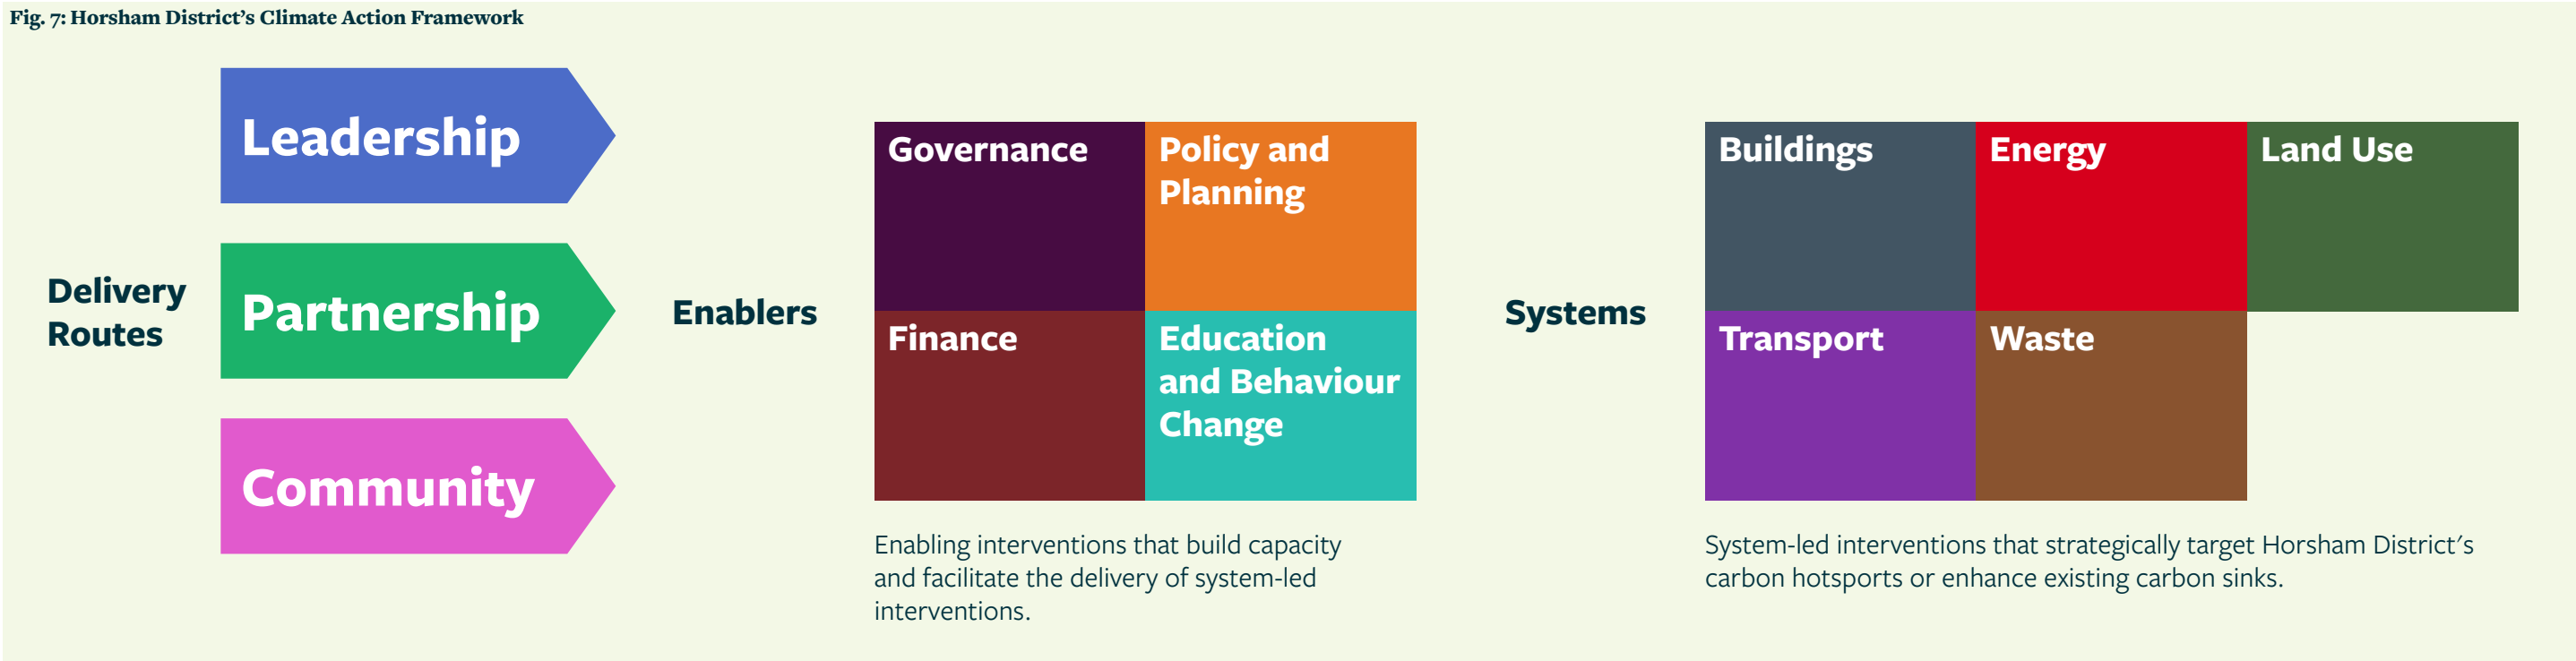 Fig. 7: Horsham District’s Climate Action Framework
Delivery
Routes
Leadership
Partnership
Community
Enablers
Governance
Policy and
Planning
Finance
Education
and Behaviour
Change
Enabling interventions that build capacity
and facilitate the delivery of system-led
interventions.
Systems
Buildings
Energy
Land Use
Transport
Waste
System-led interventions that strategically target Horsham District's
carbon hotsports or enhance existing carbon sinks.